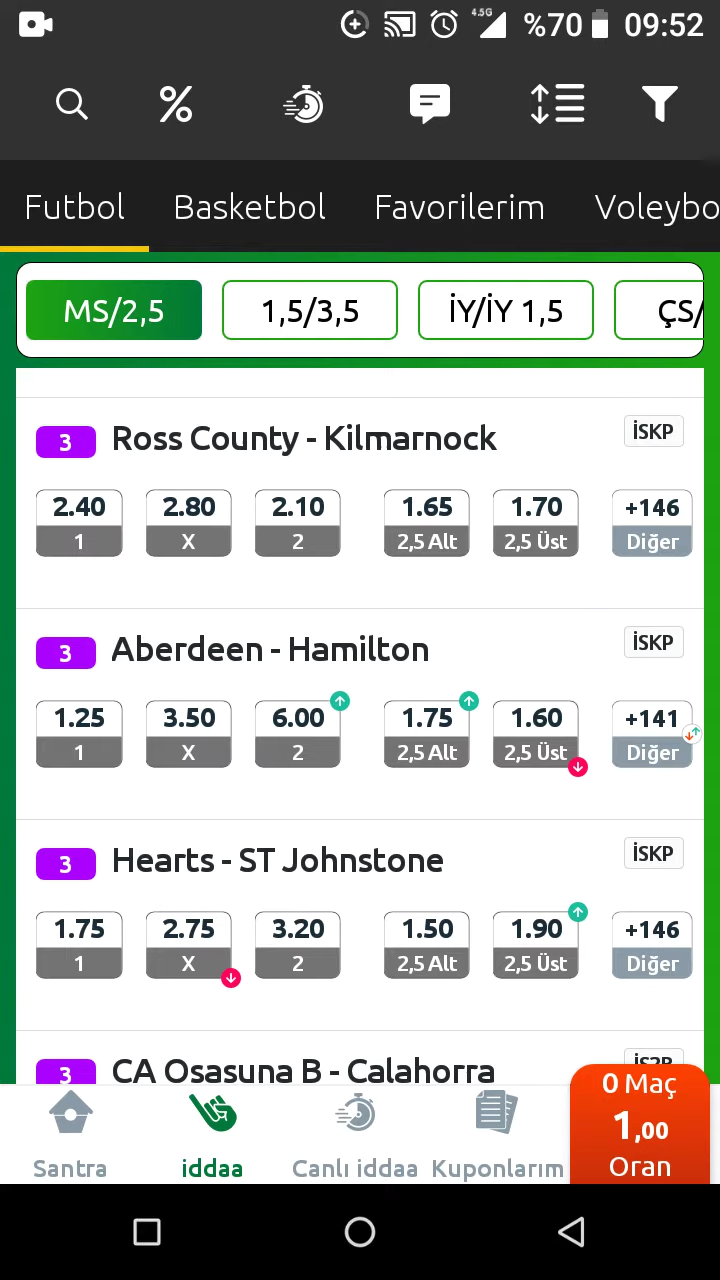 4.5G %70 09:52
%
Futbol Basketbol Favorilerim Voleybo
MS/2,5 1,5/3,5 İY/İY 1,5 ÇS/
3 Ross County - Kilmarnock İSKP
2.40 2.80 2.10 1.65 1.70 +146
1 X 2 2,5 Alt 2,5 Üst Diğer
3 Aberdeen - Hamilton İSKP
1.25 3.50 6.00 1.75 1.60 +141
1 X 2 2,5 Alt 2,5 Üst Diğer
3 Hearts - ST Johnstone İSKP
1.75 2.75 3.20 1.50 1.90 +146
1 X 2 2,5 Alt 2,5 Üst Diğer
3 CA Osasuna B - Calahorra
0 Maç
1,00
Oran
Santra iddaa Canlı iddaa Kuponlarım